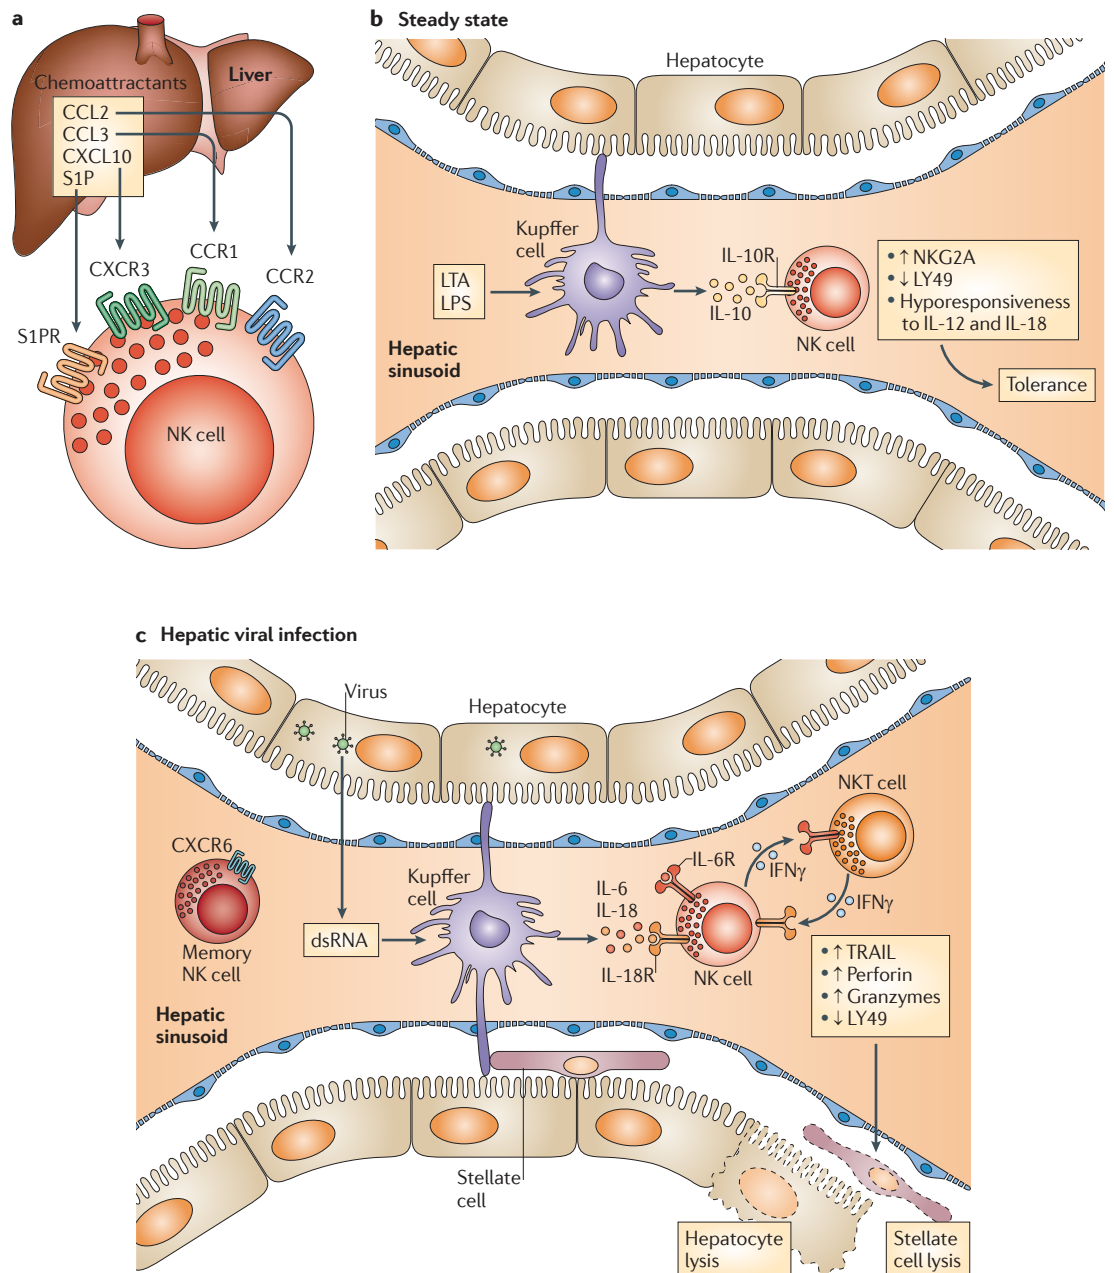 a
Liver
Chemoattractants
CCL2
CCL3
CXCL10
S1P
CXCR3
CCR1
CCR2
S1PR
NK cell
b Steady state
Hepatocyte
Kupffer
cell
LTA
LPS
IL-10R
IL-10
NK cell
• ↑ NKG2A
• ↓ LY49
• Hyporesponsiveness
to IL-12 and IL-18
Tolerance
Hepatic
sinusoid
c Hepatic viral infection
Virus
Hepatocyte
NKT cell
CXCR6
Memory
NK cell
Kupffer
cell
dsRNA
IL-6R
IL-6
IL-18
IL-18R
NK cell
IFNγ
IFNγ
• ↑ TRAIL
• ↑ Perforin
• ↑ Granzymes
• ↓ LY49
Hepatic
sinusoid
Stellate
cell
Hepatocyte
lysis
Stellate
cell lysis